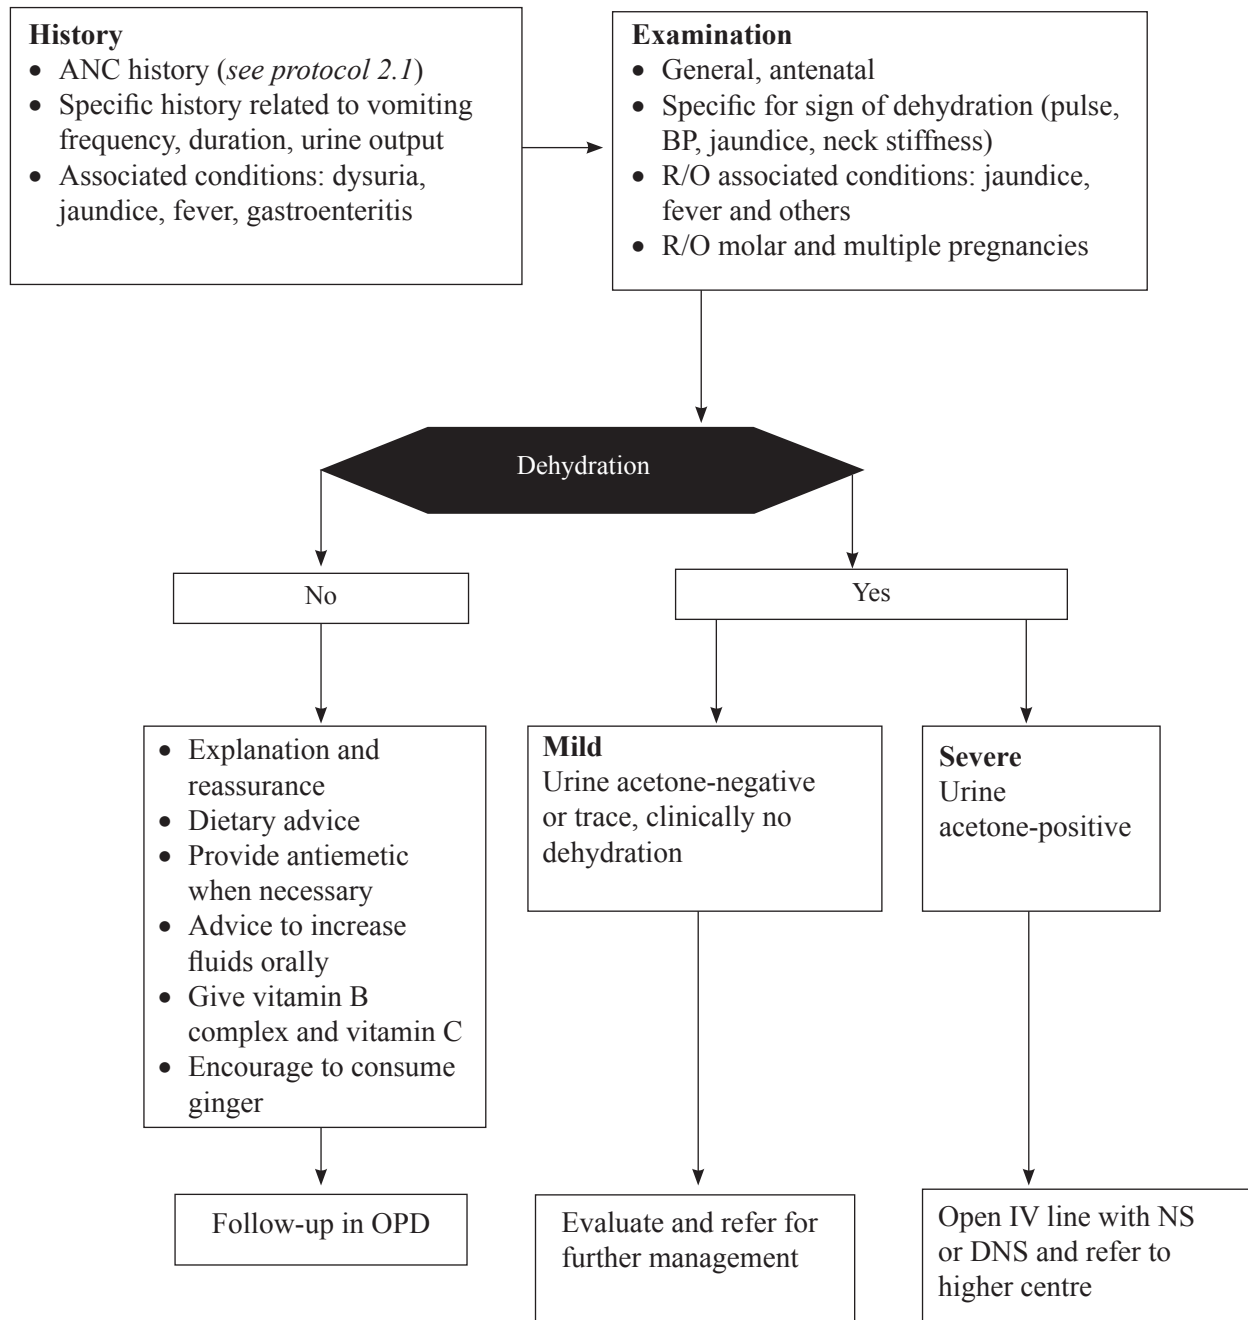 History
• ANC history (see protocol 2.1)
• Specific history related to vomiting
frequency, duration, urine output
• Associated conditions: dysuria,
jaundice, fever, gastroenteritis
Examination
• General, antenatal
• Specific for sign of dehydration (pulse,
BP, jaundice, neck stiffness)
• R/O associated conditions: jaundice,
fever and others
• R/O molar and multiple pregnancies
Dehydration
No
Yes
• Explanation and
reassurance
• Dietary advice
• Provide antiemetic
when necessary
• Advice to increase
fluids orally
• Give vitamin B
complex and vitamin C
• Encourage to consume
ginger
Mild
Urine acetone-negative
or trace, clinically no
dehydration
Severe
Urine
acetone-positive
Follow-up in OPD
Evaluate and refer for
further management
Open IV line with NS
or DNS and refer to
higher centre